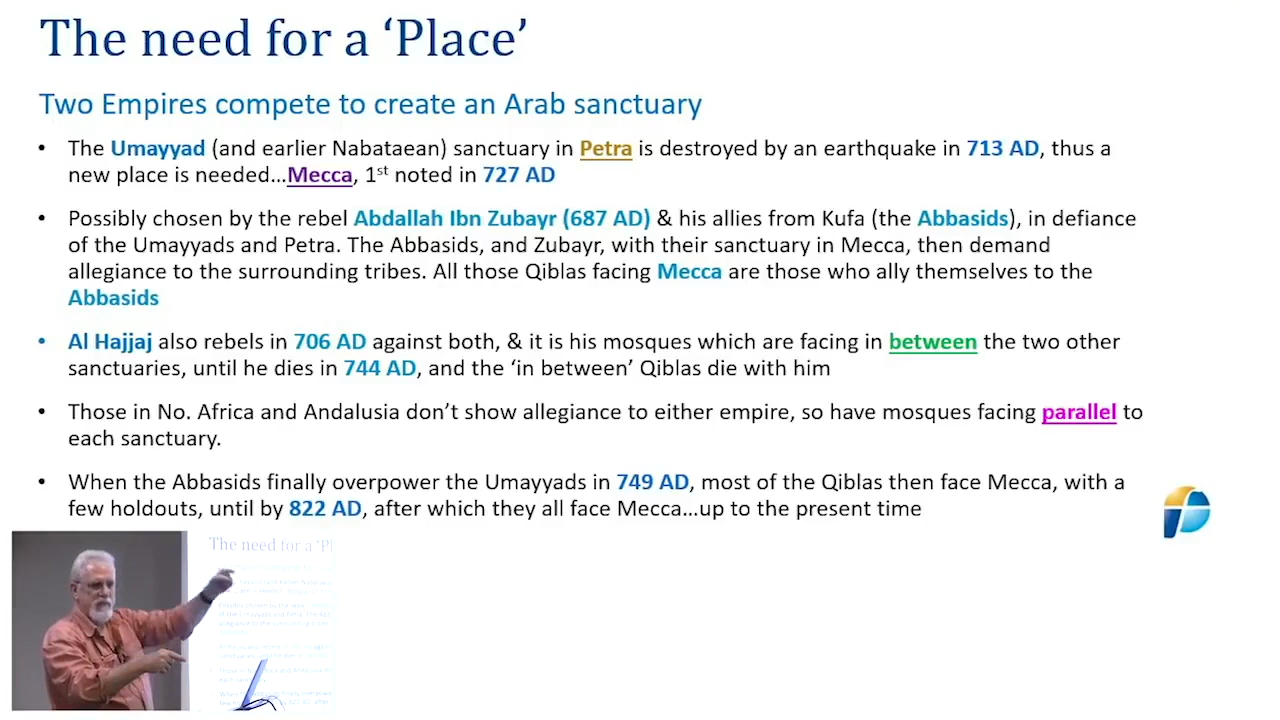 The need for a ‘Place’
Two Empires compete to create an Arab sanctuary
• The Umayyad (and earlier Nabataean) sanctuary in Petra is destroyed by an earthquake in 713 AD, thus a
new place is needed…Mecca, 1st noted in 727 AD
• Possibly chosen by the rebel Abdallah Ibn Zubayr (687 AD) & his allies from Kufa (the Abbasids), in defiance
of the Umayyads and Petra. The Abbasids, and Zubayr, with their sanctuary in Mecca, then demand
allegiance to the surrounding tribes. All those Qiblas facing Mecca are those who ally themselves to the
Abbasids
• Al Hajjaj also rebels in 706 AD against both, & it is his mosques which are facing in between the two other
sanctuaries, until he dies in 744 AD, and the ‘in between’ Qiblas die with him
• Those in No. Africa and Andalusia don’t show allegiance to either empire, so have mosques facing parallel to
each sanctuary.
• When the Abbasids finally overpower the Umayyads in 749 AD, most of the Qiblas then face Mecca, with a
few holdouts, until by 822 AD, after which they all face Mecca…up to the present time
The need for a ‘Pl